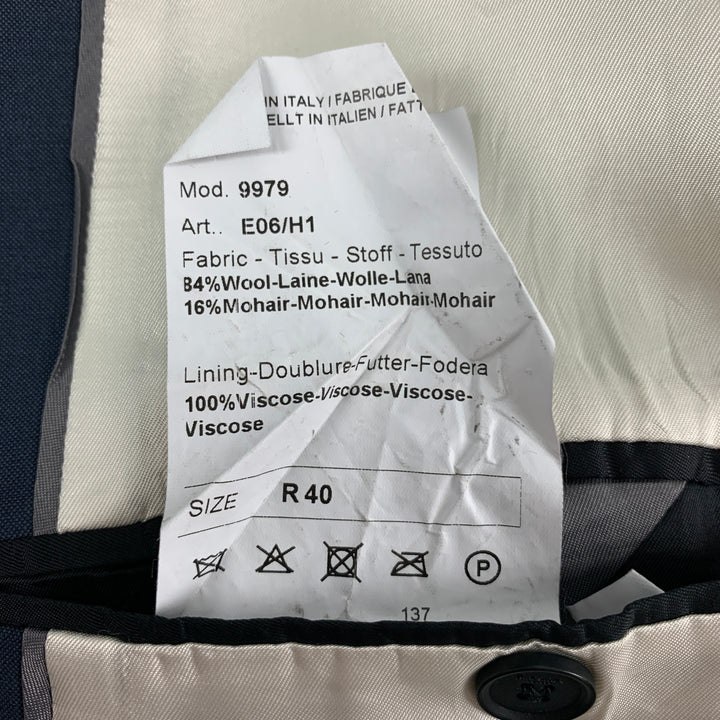 IN ITALY / FABRIQUE
ELLT IN ITALIEN / FATT
Mod. 9979
Art.. E06/H1
Fabric - Tissu - Stoff - Tessuto
84%Wool-Laine-Wolle-Lana
16%Mohair-Mohair-Mohair-Mohair
Lining-Doublure-Futter-Fodera
100%Viscose-Viscose-Viscose-
Viscose
SIZE R 40
P
137